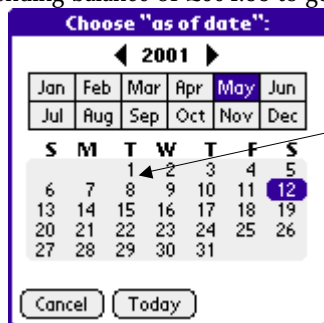 Choose "as of date":
2001
Jan Feb Mar Apr May Jun
Jul Aug Sep Oct Nov Dec
S M T W T F S
1 2 3 4 5
6 7 8 9 10 11 12
13 14 15 16 17 18 19
20 21 22 23 24 25 26
27 28 29 30 31
Cancel Today